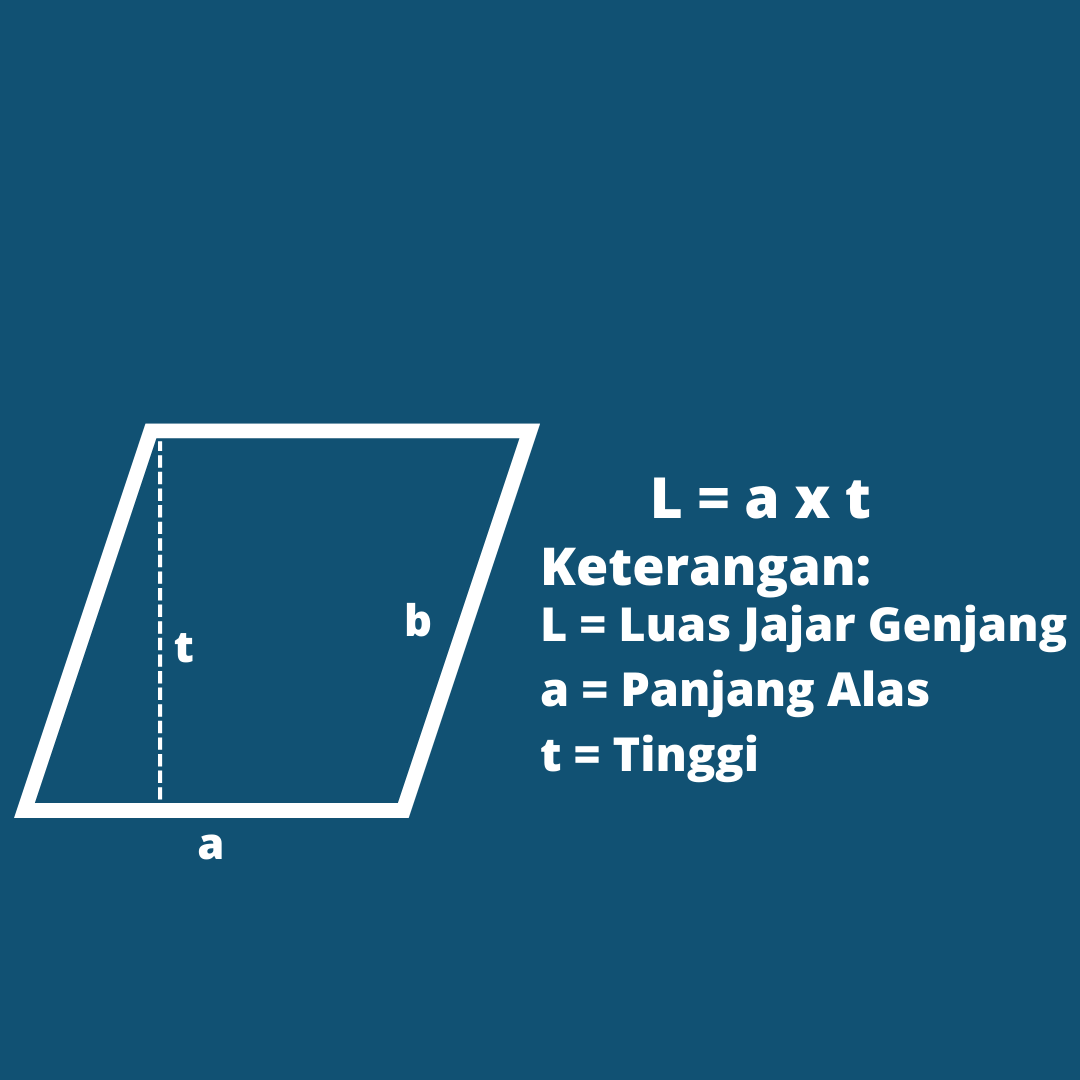 L = a x t
Keterangan:
L = Luas Jajar Genjang
a = Panjang Alas
t = Tinggi
t
b
a